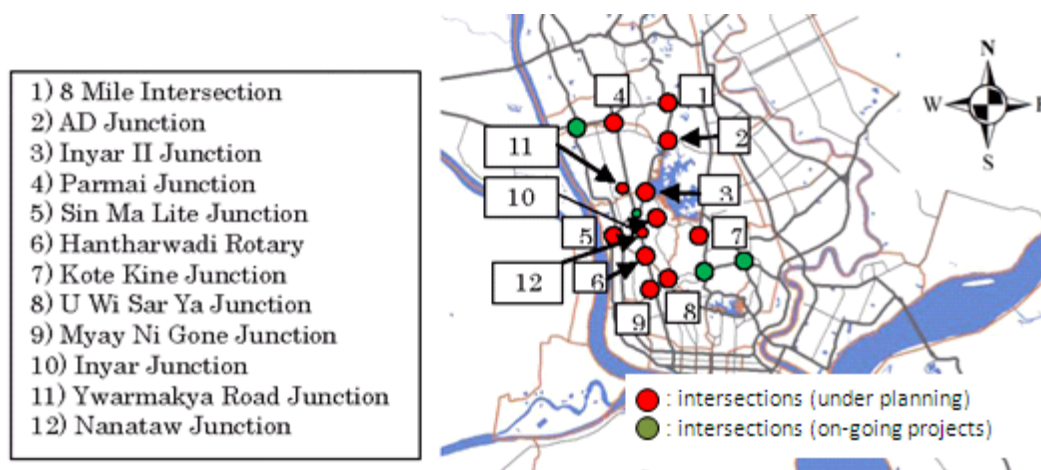 1) 8 Mile Intersection
2) AD Junction
3) Inyar II Junction
4) Parmai Junction
5) Sin Ma Lite Junction
6) Hantharwadi Rotary
7) Kote Kine Junction
8) U Wi Sar Ya Junction
9) Myay Ni Gone Junction
10) Inyar Junction
11) Ywarmakya Road Junction
12) Nanataw Junction
4
1
2
11
3
10
5
7
12
6
8
9
N
W
E
S
: intersections (under planning)
: intersections (on-going projects)